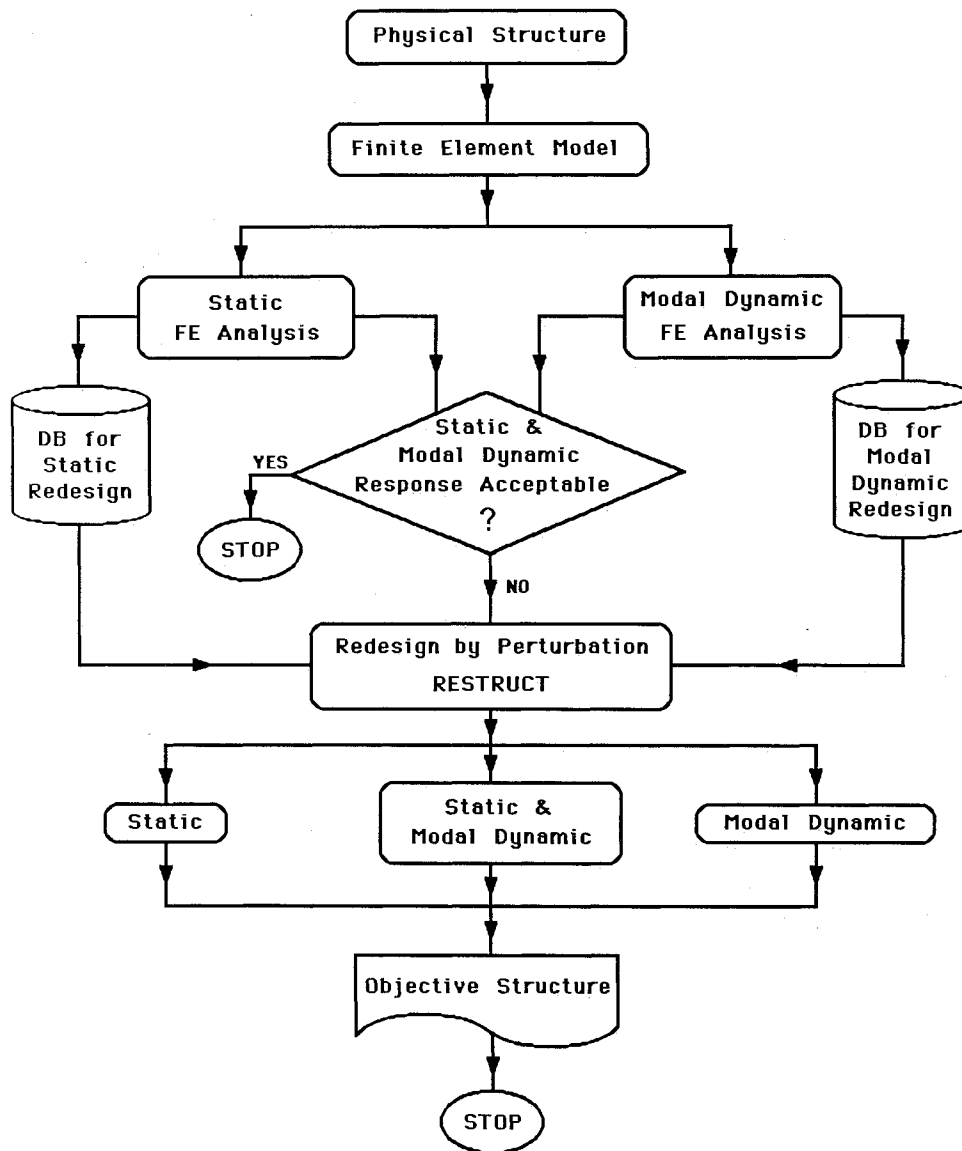 Physical Structure
Finite Element Model
Static
FE Analysis
Modal Dynamic
FE Analysis
DB for
Static
Redesign
YES
Static &
Modal Dynamic
Response Acceptable
?
DB for
Modal
Dynamic
Redesign
STOP
NO
Redesign by Perturbation
RESTRUCT
Static
Static &
Modal Dynamic
Modal Dynamic
Objective Structure
STOP